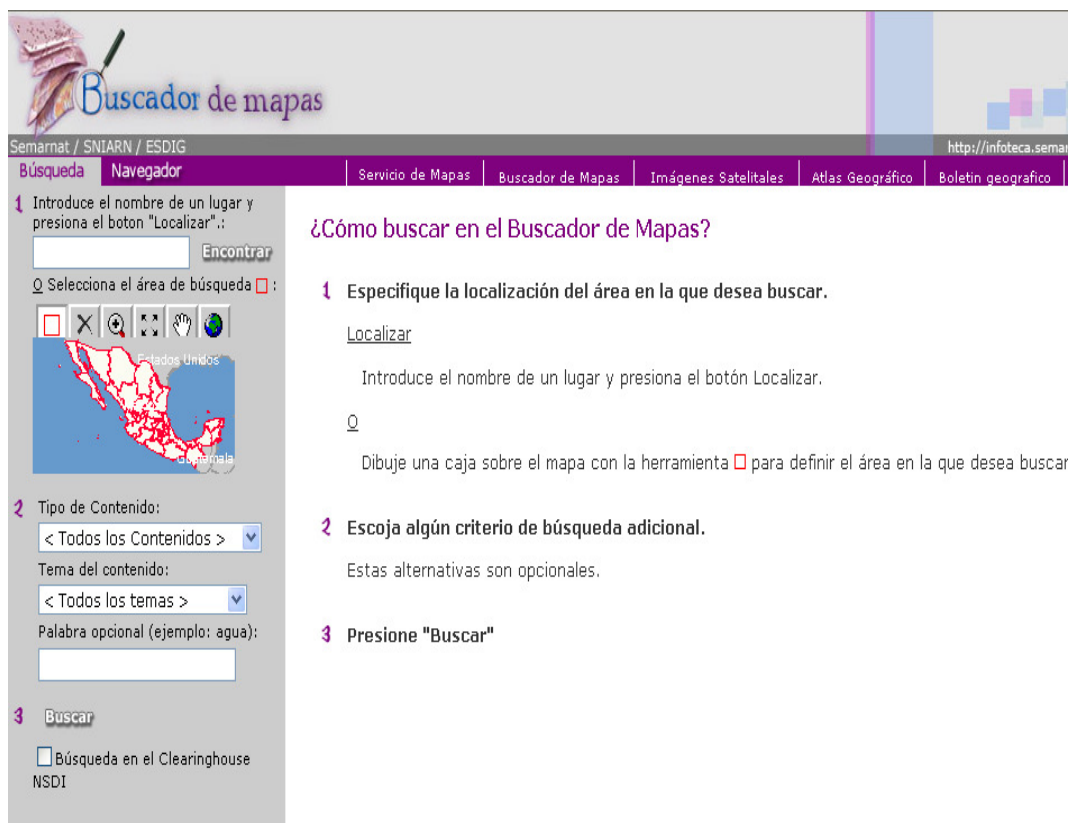 Buscador de mapas
Semarnat / SNIARN / ESDIG
http://infoteca.semar
Búsqueda
Navegador
Servicio de Mapas
Buscador de Mapas
Imágenes Satelitales
Atlas Geográfico
Boletin geografico
1 Introduce el nombre de un lugar y
presiona el boton "Localizar".:
Encontrar
O Selecciona el área de búsqueda :
Estados Unidos
Guatemala
2 Tipo de Contenido:
< Todos los Contenidos >
Tema del contenido:
< Todos los temas >
Palabra opcional (ejemplo: agua):
3 Buscar
Búsqueda en el Clearinghouse
NSDI
¿Cómo buscar en el Buscador de Mapas?
1 Especifique la localización del área en la que desea buscar.
Localizar
Introduce el nombre de un lugar y presiona el botón Localizar.
O
Dibuje una caja sobre el mapa con la herramienta para definir el área en la que desea buscar
2 Escoja algún criterio de búsqueda adicional.
Estas alternativas son opcionales.
3 Presione "Buscar"